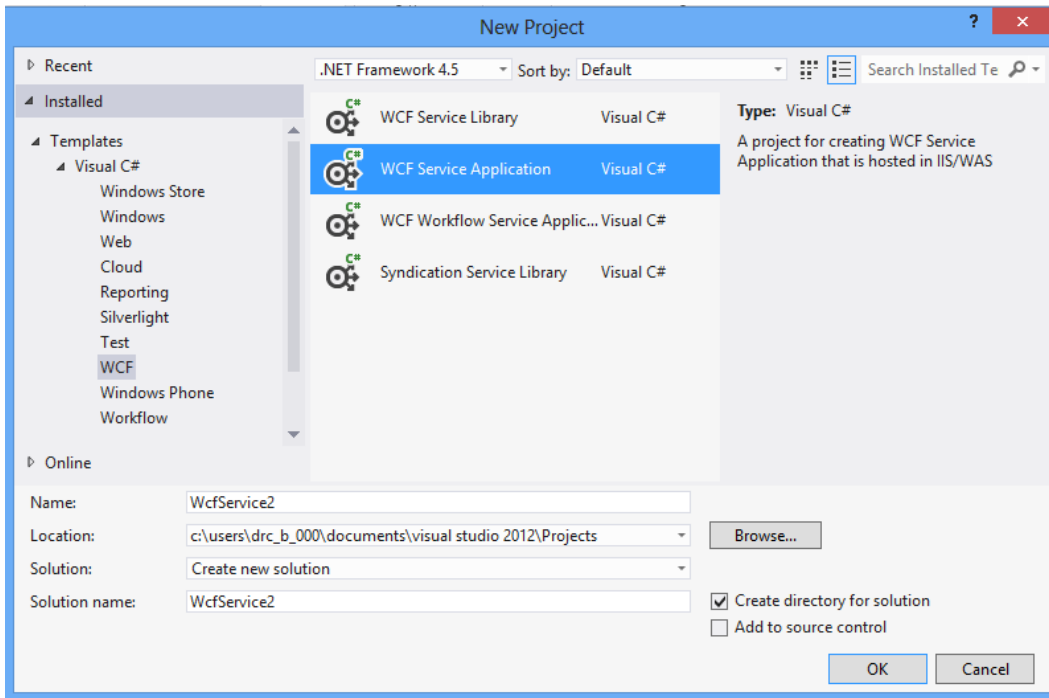 New Project
?
×
Recent
.NET Framework 4.5
Sort by: Default
Search Installed Te
Installed
Templates
Visual C#
Windows Store
Windows
Web
Cloud
Reporting
Silverlight
Test
WCF
Windows Phone
Workflow
Online
C#
WCF Service Library Visual C#
C#
WCF Service Application Visual C#
C#
WCF Workflow Service Applic... Visual C#
C#
Syndication Service Library Visual C#
Type: Visual C#
A project for creating WCF Service
Application that is hosted in IIS/WAS
Name: WcfService2
Location: c:\users\drc_b_000\documents\visual studio 2012\Projects
Browse...
Solution: Create new solution
Solution name: WcfService2
Create directory for solution
Add to source control
OK
Cancel